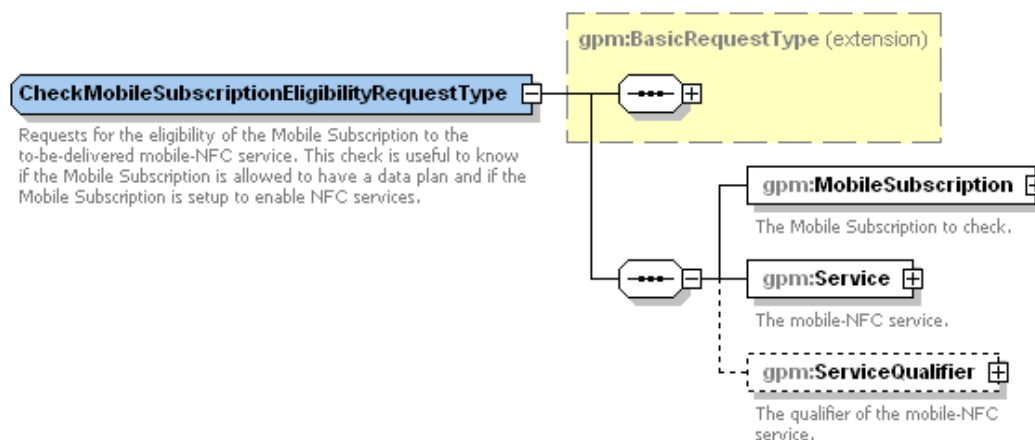 gpm:BasicRequestType (extension)
CheckMobileSubscriptionEligibilityRequestType
Requests for the eligibility of the Mobile Subscription to the
to-be-delivered mobile-NFC service. This check is useful to know
if the Mobile Subscription is allowed to have a data plan and if the
Mobile Subscription is setup to enable NFC services.
gpm:MobileSubscription
The Mobile Subscription to check.
gpm:Service
The mobile-NFC service.
gpm:ServiceQualifier
The qualifier of the mobile-NFC
service.